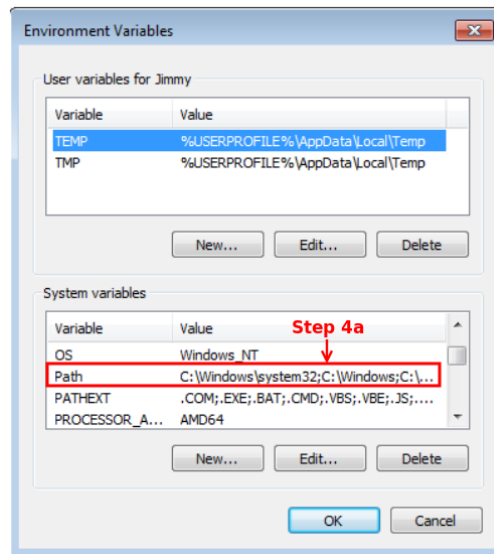 Environment Variables
User variables for Jimmy
Variable Value
TEMP %USERPROFILE%\AppData\Local\Temp
TMP %USERPROFILE%\AppData\Local\Temp
New... Edit... Delete
System variables
Step 4a
Variable Value
OS Windows_NT
Path C:\Windows\system32;C:\Windows;C:\...
PATHEXT .COM;.EXE;.BAT;.CMD;.VBS;.VBE;.JS;....
PROCESSOR_A... AMD64
New... Edit... Delete
OK Cancel